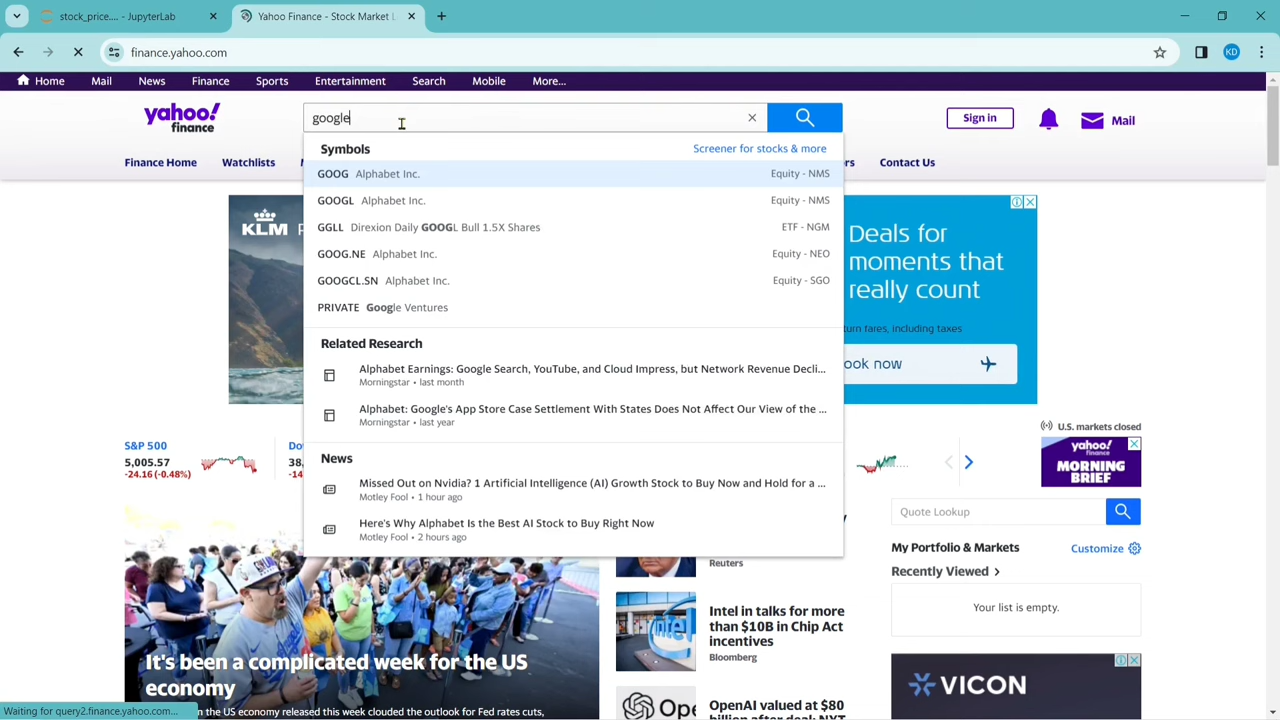 stock_price.... - JupyterLab
Yahoo Finance - Stock Market L
finance.yahoo.com
KD
Home Mail News Finance Sports Entertainment Search Mobile More...
yahoo!
finance
google
Sign in
Mail
Finance Home Watchlists Contact Us
Symbols Screener for stocks & more
GOOG Alphabet Inc. Equity - NMS
GOOGL Alphabet Inc. Equity - NMS
GGLL Direxion Daily GOOGL Bull 1.5X Shares ETF - NGM
GOOG.NE Alphabet Inc. Equity - NEO
GOOGCL.SN Alphabet Inc. Equity - SGO
PRIVATE Google Ventures
Related Research
Alphabet Earnings: Google Search, YouTube, and Cloud Impress, but Network Revenue Decli...
Morningstar • last month
Alphabet: Google's App Store Case Settlement With States Does Not Affect Our View of the ...
Morningstar • last year
News
Missed Out on Nvidia? 1 Artificial Intelligence (AI) Growth Stock to Buy Now and Hold for a ...
Motley Fool • 1 hour ago
Here's Why Alphabet Is the Best AI Stock to Buy Right Now
Motley Fool • 2 hours ago
KLM
Deals for
moments that
really count
urn fares, including taxes
ook now
S&P 500
5,005.57
-24.16 (-0.48%)
Do
38,
-14
U.S. markets closed
yahoo!
finance
MORNING
BRIEF
Quote Lookup
My Portfolio & Markets Customize
Recently Viewed
Your list is empty.
Reuters
Intel in talks for more
than $10B in Chip Act
incentives
Bloomberg
OpenAI valued at $80
It's been a complicated week for the US
economy
n on the US economy released this week clouded the outlook for Fed rates cuts,
VICON
Waiting for query2.finance.yahoo.com...